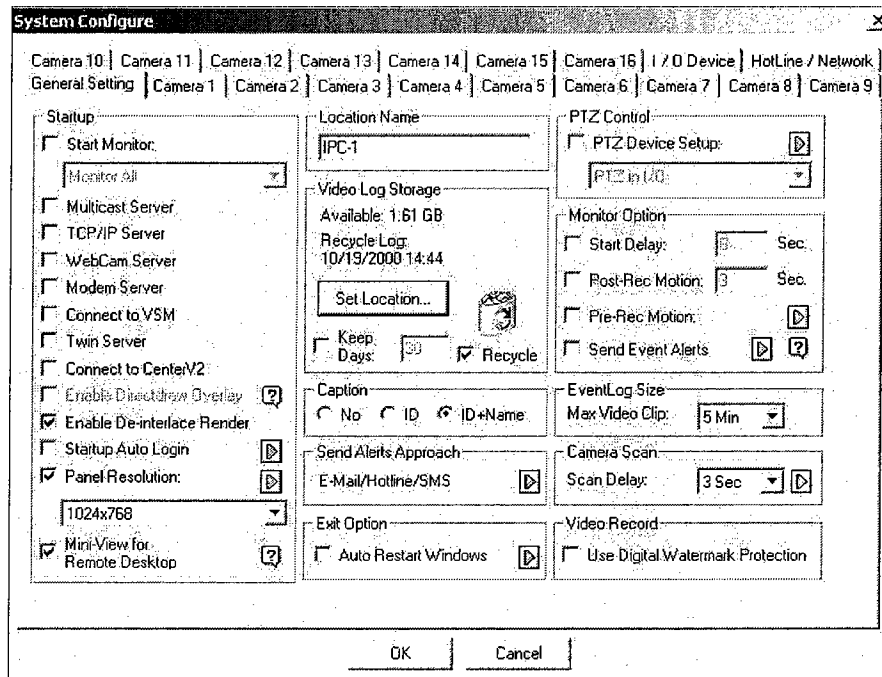 System Configure
Camera 10 Camera 11 Camera 12 Camera 13 Camera 14 Camera 15 Camera 16 I / O Device HotLine / Network
General Setting Camera 1 Camera 2 Camera 3 Camera 4 Camera 5 Camera 6 Camera 7 Camera 8 Camera 9
Startup
Start Monitor:
Monitor All
Multicast Server
TCP/IP Server
WebCam Server
Modem Server
Connect to VSM
Twin Server
Connect to CenterV2
Enable Directdraw Overlay
Enable De-interlace Render
Startup Auto Login
Panel Resolution:
1024x768
Mini-View for
Remote Desktop
Location Name
IPC-1
Video Log Storage
Available: 1.61 GB
Recycle Log:
10/19/2000 14:44
Set Location...
Keep
Days: 30
Recycle
Caption
No ID ID+Name
Send Alerts Approach
E-Mail/Hotline/SMS
Exit Option
Auto Restart Windows
PTZ Control
PTZ Device Setup:
PTZ in I/O
Monitor Option
Start Delay: Sec.
Post-Rec Motion: 3 Sec.
Pre-Rec Motion:
Send Event Alerts
EventLog Size
Max Video Clip: 5 Min
Camera Scan
Scan Delay: 3 Sec
Video Record
Use Digital Watermark Protection
OK Cancel